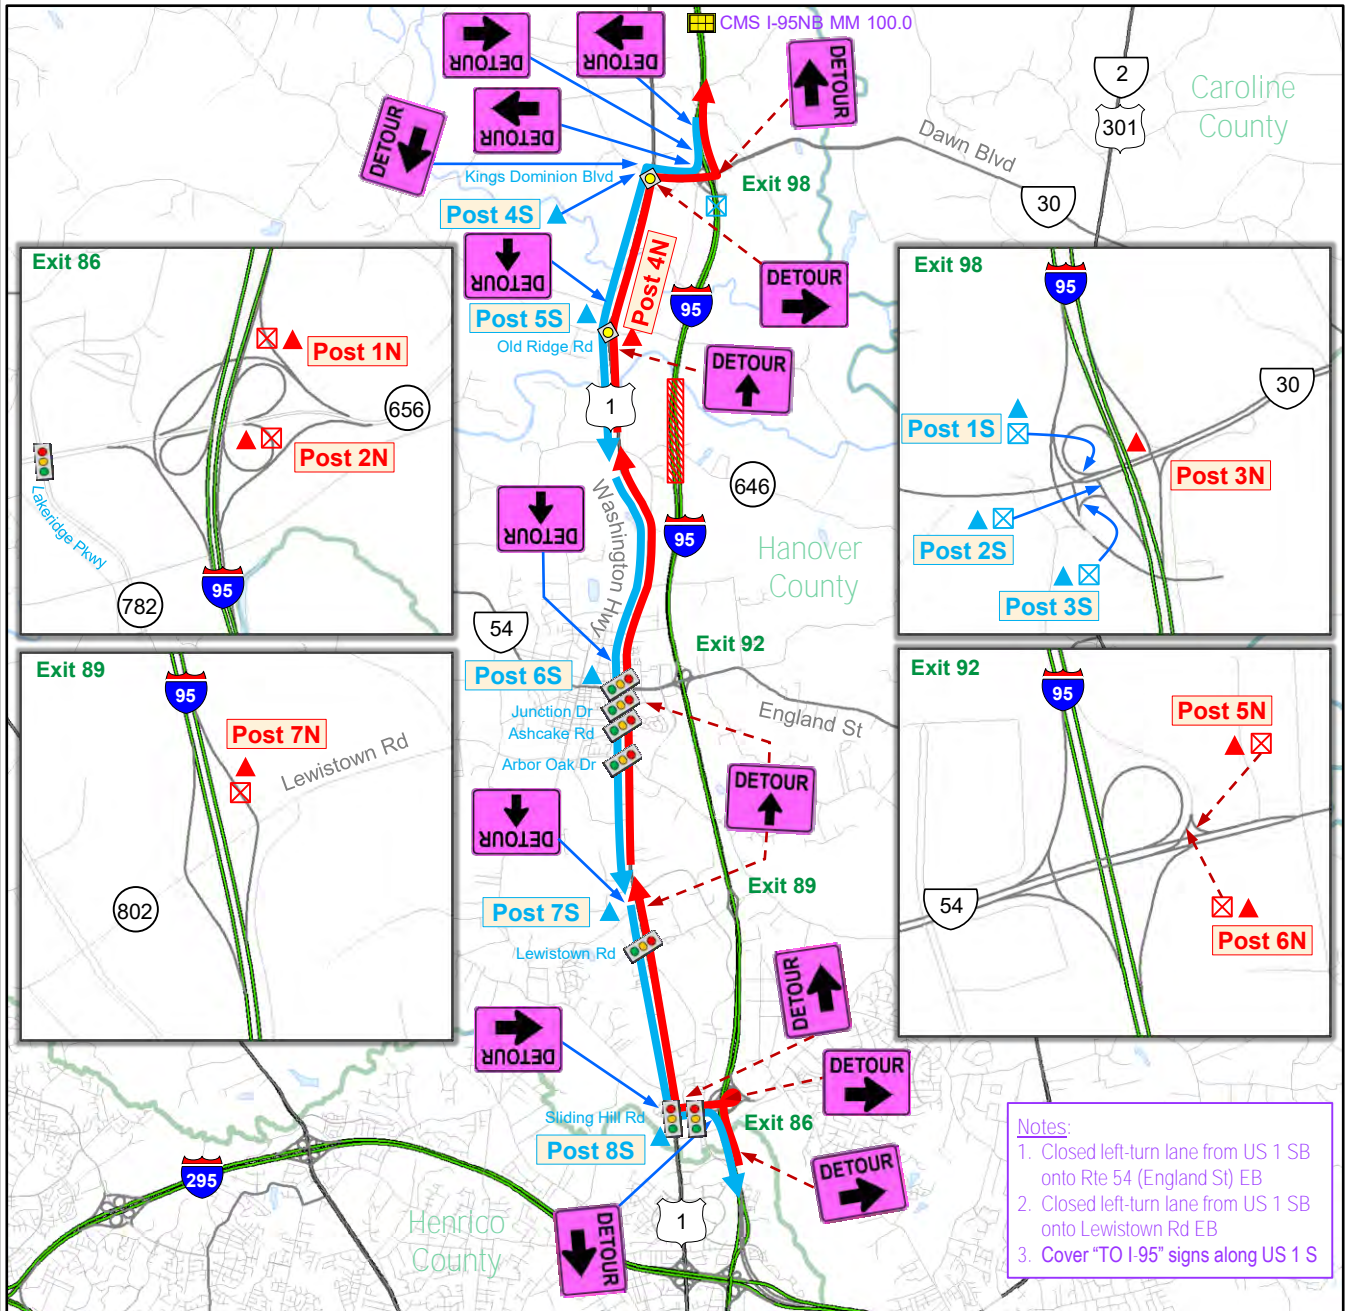 CMS I-95NB MM 100.0
DETOUR
DETOUR
DETOUR
DETOUR
DETOUR
2
301
Caroline
County
Dawn Blvd
Kings Dominion Blvd
Exit 98
30
Post 4S
DETOUR
Post 4N
DETOUR
95
Post 5S
Old Ridge Rd
DETOUR
1
Exit 86
Post 1N
656
Post 2N
Lakeridge Pkwy
95
782
Exit 98
95
30
Post 1S
Post 3N
Post 2S
Post 3S
646
DETOUR
Washington Hwy
95
Hanover
County
54
Exit 92
Post 6S
Junction Dr
Ashcake Rd
Arbor Oak Dr
England St
DETOUR
DETOUR
Exit 89
95
Post 7N
Lewistown Rd
802
Exit 92
95
Post 5N
54
Post 6N
Exit 89
Post 7S
Lewistown Rd
DETOUR
DETOUR
DETOUR
Sliding Hill Rd
Exit 86
Post 8S
DETOUR
DETOUR
295
1
Henrico
County
Notes:
1. Closed left-turn lane from US 1 SB
onto Rte 54 (England St) EB
2. Closed left-turn lane from US 1 SB
onto Lewistown Rd EB
3. Cover “TO I-95” signs along US 1 S